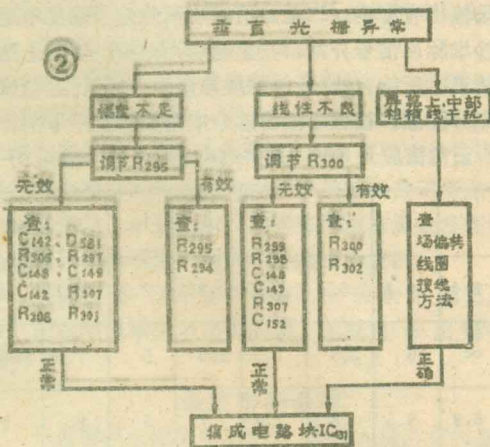 垂直光栅异常
②
幅度不足
线性不良
屏幕上、中部
粗横线干扰
调节R295
调节R300
无效
有效
无效
有效
查:
C142、D581
R306、R297
C148、C149
C142 R307
R308 R301
查:
R295
R294
查:
R299
R298
C148
C149
R307
C152
查:
R300
R302
查
场偏转
线圈
接线
方法
正常
正常
正确
集成电路块IC